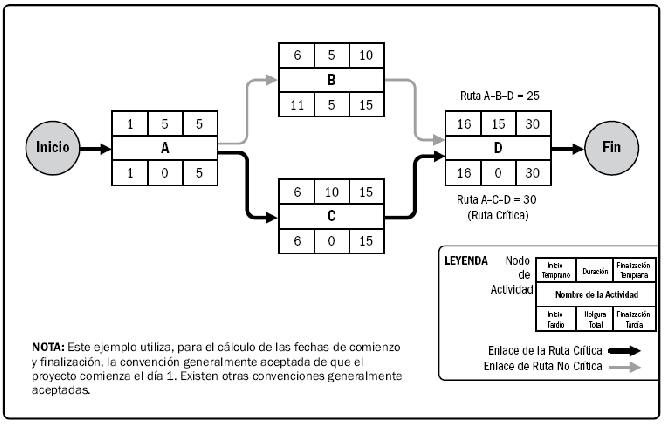 6 5 10
B
11 5 15
Ruta A-B-D = 25
1 5 5
A
1 0 5
Inicio
16 15 30
D
16 0 30
Fin
6 10 15
C
6 0 15
Ruta A-C-D = 30
(Ruta Crítica)
LEYENDA
Nodo
de
Actividad
Inicio
Temprano
Duración
Finalización
Temprana
Nombre de la Actividad
Inicio
Tardío
Holgura
Total
Finalización
Tardía
Enlace de la Ruta Crítica
Enlace de Ruta No Crítica
NOTA: Este ejemplo utiliza, para el cálculo de las fechas de comienzo
y finalización, la convención generalmente aceptada de que el
proyecto comienza el día 1. Existen otras convenciones generalmente
aceptadas.